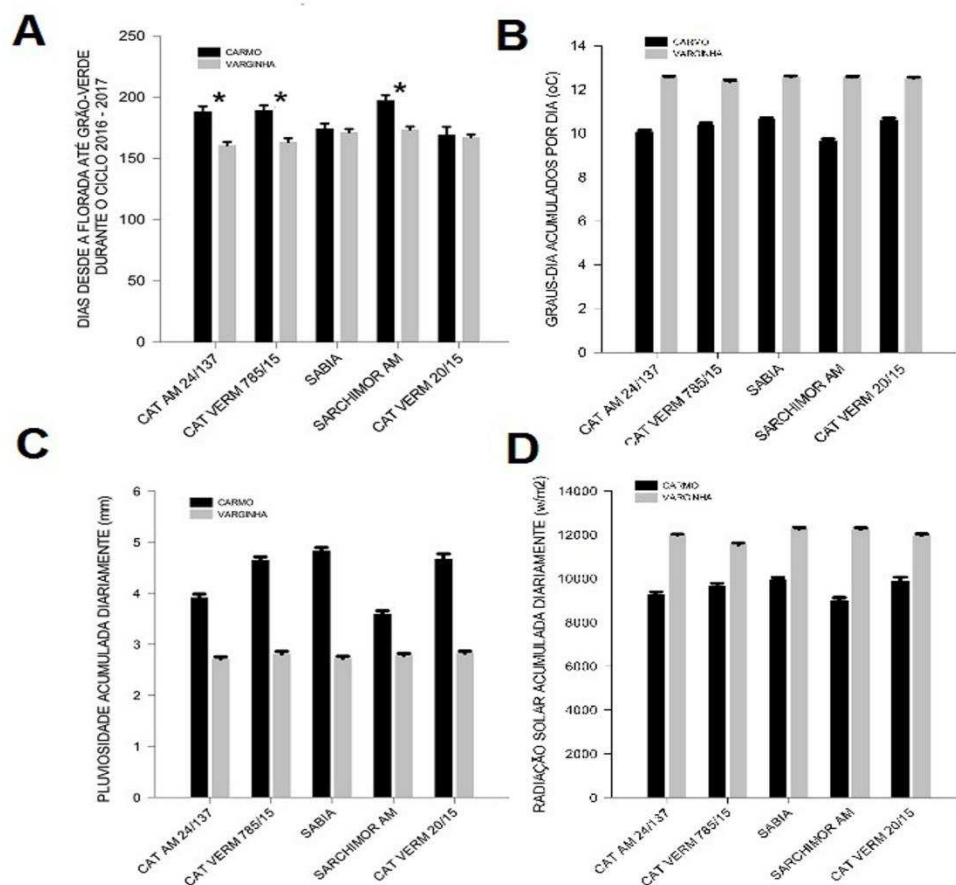 A
DIAS DESDE A FLORADA ATÉ GRÃO-VERDE
DURANTE O CICLO 2016 - 2017
250
200
150
100
50
0
CARMO
VARGINHA
*
*
*
CAT AM 24/137
CAT VERM 785/15
SABIA
SARCHIMOR AM
CAT VERM 20/15
B
GRAUS-DIA ACUMULADOS POR DIA (oC)
14
12
10
8
6
4
2
0
CARMO
VARGINHA
CAT AM 24/137
CAT VERM 785/15
SABIA
SARCHIMOR AM
CAT VERM 20/15
C
PLUVIOSIDADE ACUMULADA DIARIAMENTE (mm)
6
5
4
3
2
1
0
CARMO
VARGINHA
CAT AM 24/137
CAT VERM 785/15
SABIA
SARCHIMOR AM
CAT VERM 20/15
D
RADIAÇÃO SOLAR ACUMULADA DIARIAMENTE (w/m2)
14000
12000
10000
8000
6000
4000
2000
0
CARMO
VARGINHA
CAT AM 24/137
CAT VERM 785/15
SABIA
SARCHIMOR AM
CAT VERM 20/15